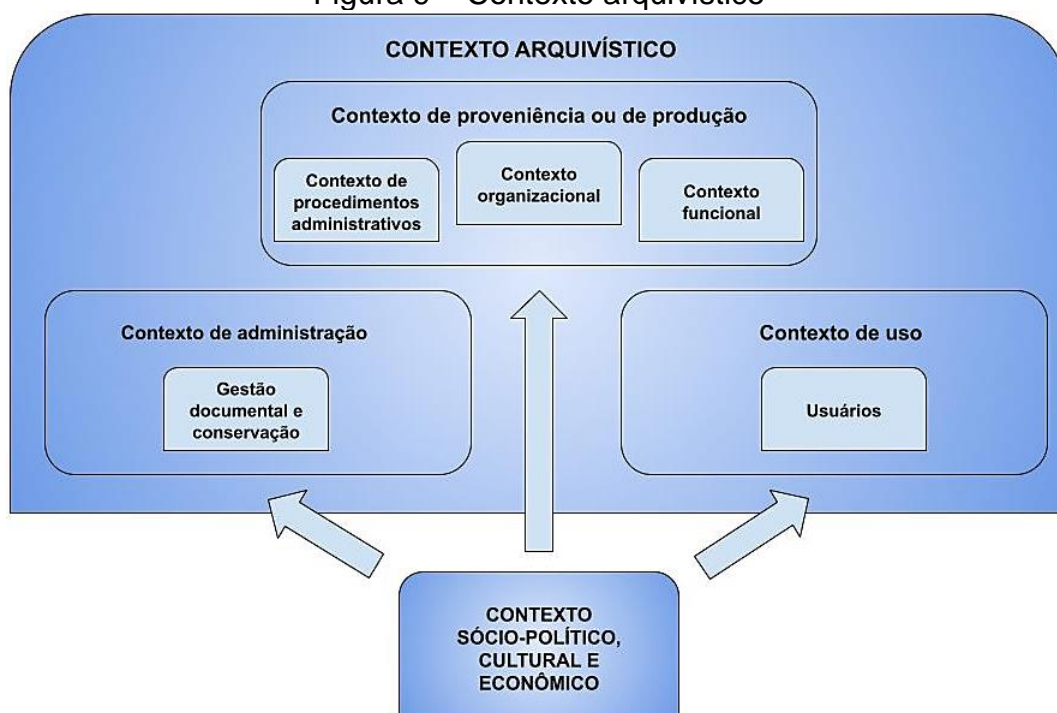 CONTEXTO ARQUIVÍSTICO
Contexto de proveniência ou de produção
Contexto de
procedimentos
administrativos
Contexto
organizacional
Contexto
funcional
Contexto de administração
Gestão
documental e
conservação
Contexto de uso
Usuários
CONTEXTO
SÓCIO-POLÍTICO,
CULTURAL E
ECONÔMICO